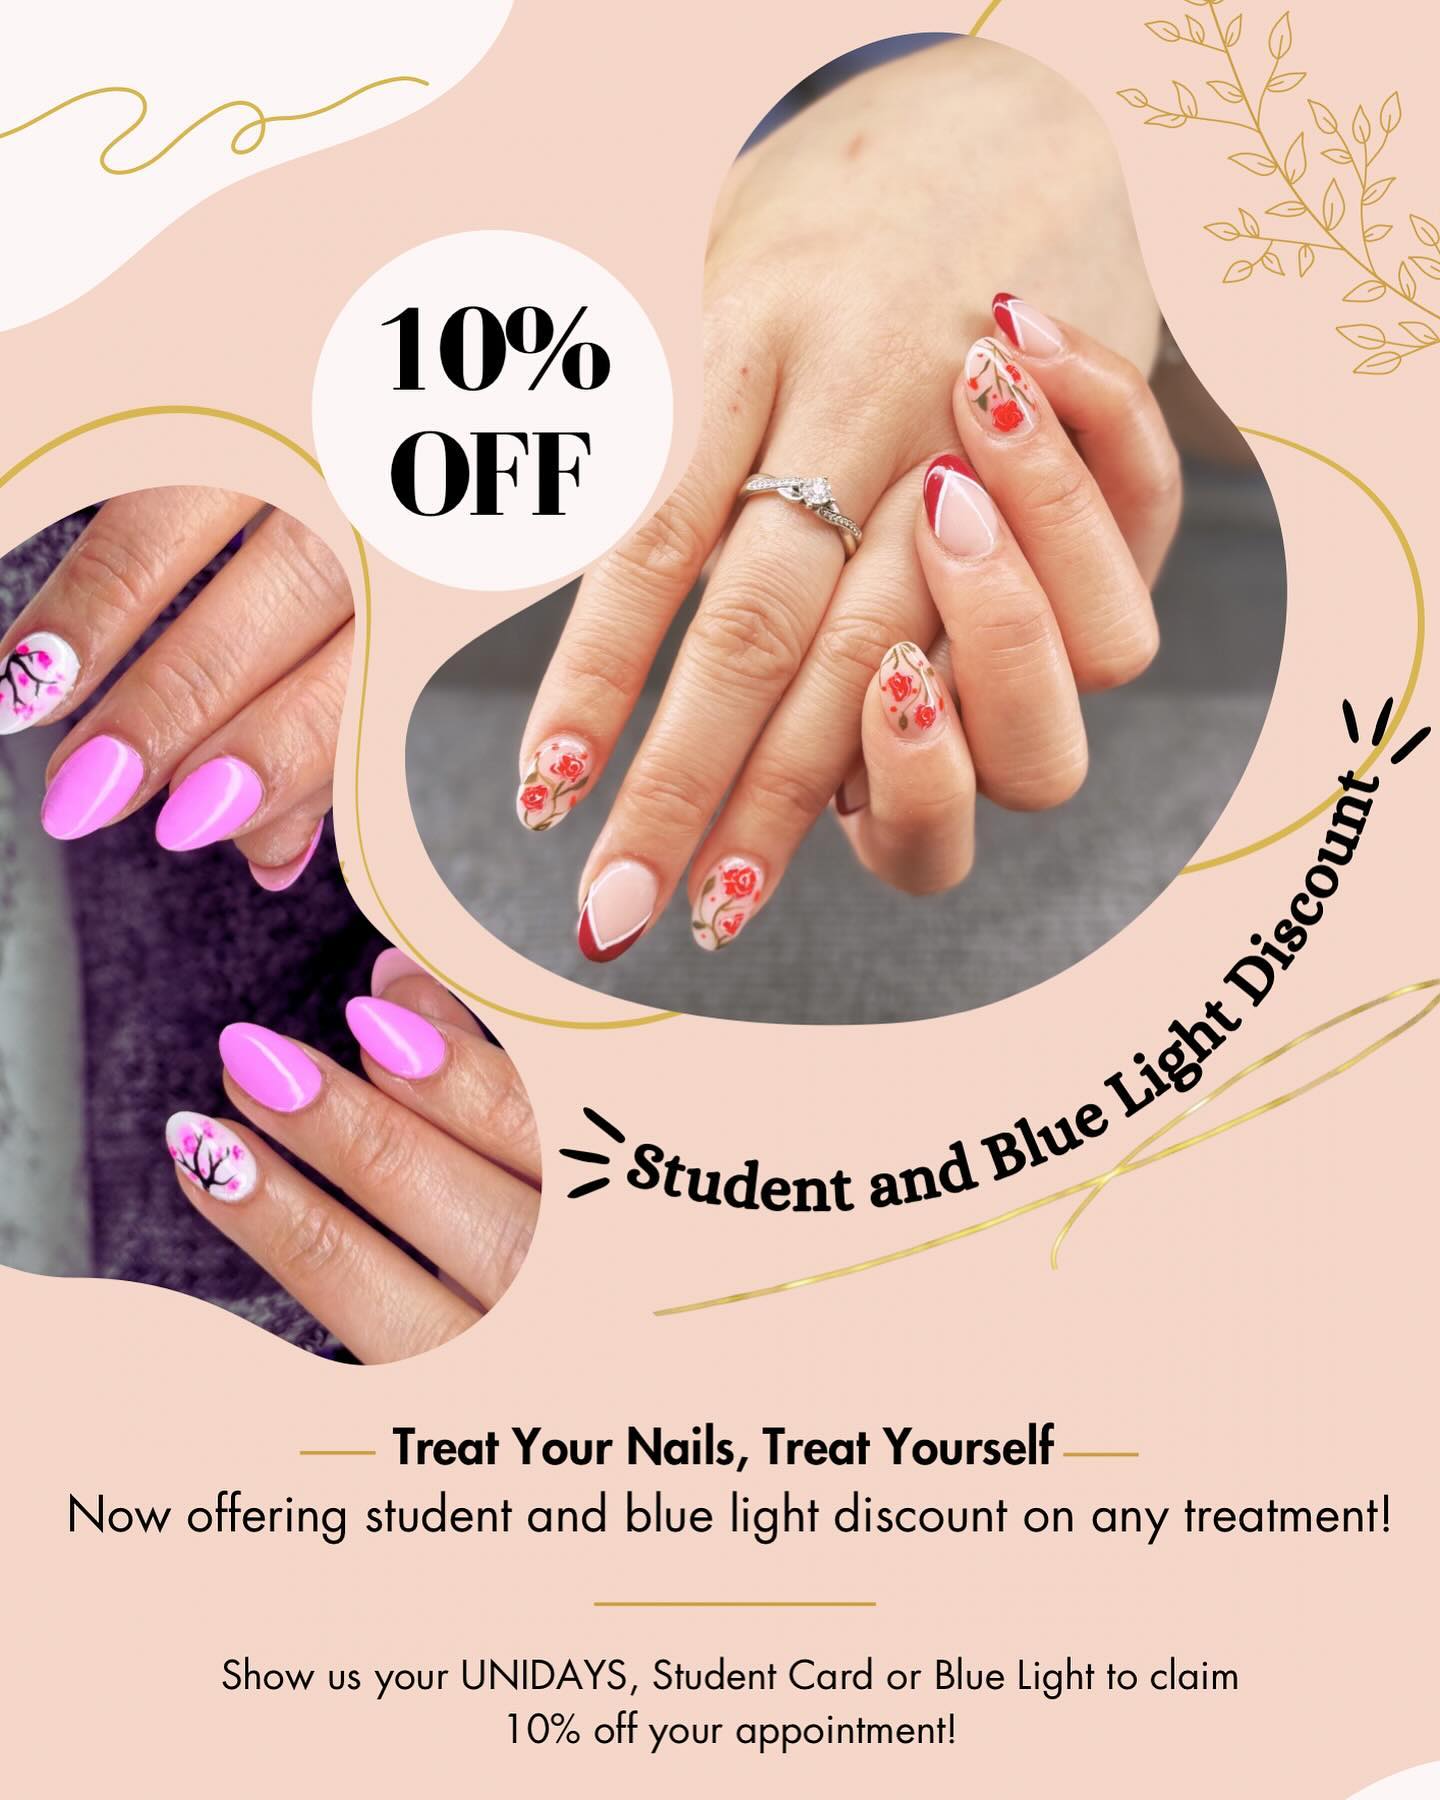 10%
OFF
Student and Blue Light Discount
Treat Your Nails, Treat Yourself
Now offering student and blue light discount on any treatment!
Show us your UNIDAYS, Student Card or Blue Light to claim
10% off your appointment!